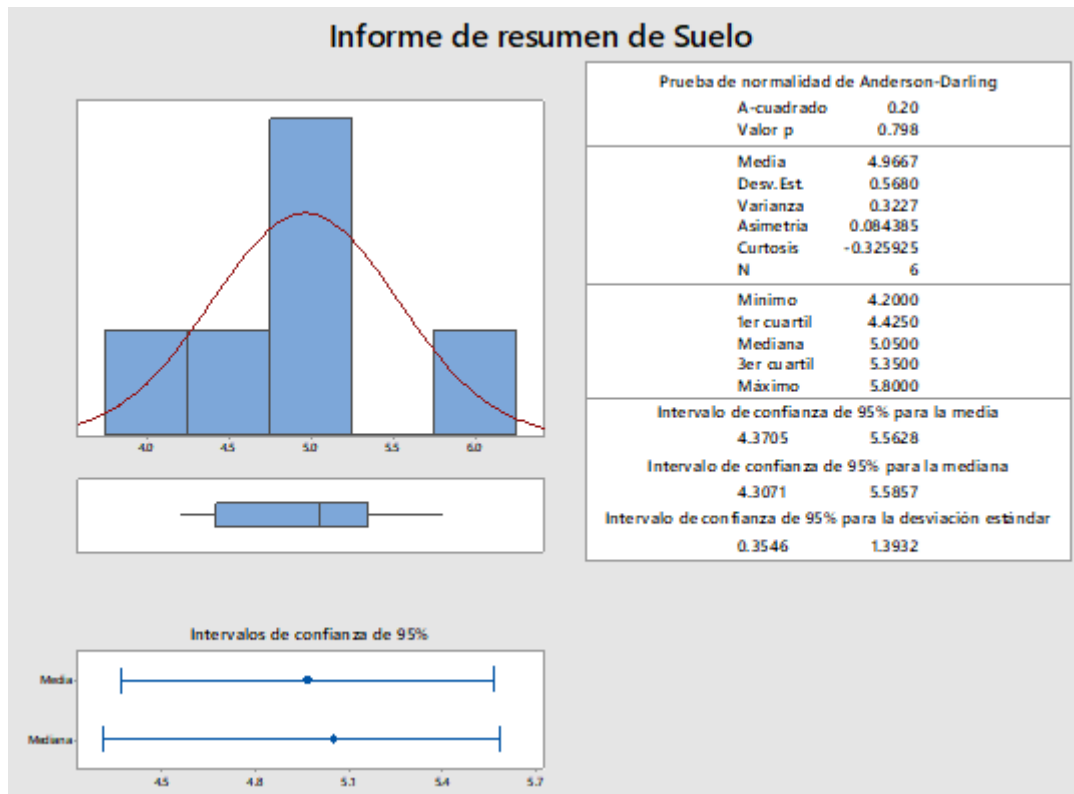 Informe de resumen de Suelo
Prueba de normalidad de Anderson-Darling
A-cuadrado 0.20
Valor p 0.798
Media 4.9667
Desv.Est. 0.5680
Varianza 0.3227
Asimetría 0.084385
Curtosis -0.325925
N 6
Mínimo 4.2000
1er cuartil 4.4250
Mediana 5.0500
3er cuartil 5.3500
Máximo 5.8000
Intervalo de confianza de 95% para la media
4.3705 5.5628
Intervalo de confianza de 95% para la mediana
4.3071 5.5857
Intervalo de confianza de 95% para la desviación estándar
0.3546 1.3932
4.0 4.5 5.0 5.5 6.0
Intervalos de confianza de 95%
Media
Mediana
4.5 4.8 5.1 5.4 5.7